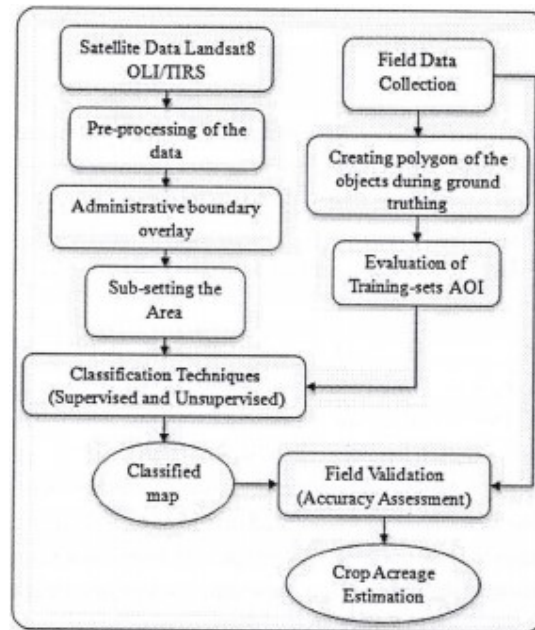 Satellite Data Landsat8
OLI/TIRS
Pre-processing of the
data
Administrative boundary
overlay
Sub-setting the
Area
Field Data
Collection
Creating polygon of the
objects during ground
truthing
Evaluation of
Training-sets AOI
Classification Techniques
(Supervised and Unsupervised)
Classified
map
Field Validation
(Accuracy Assessment)
Crop Acreage
Estimation